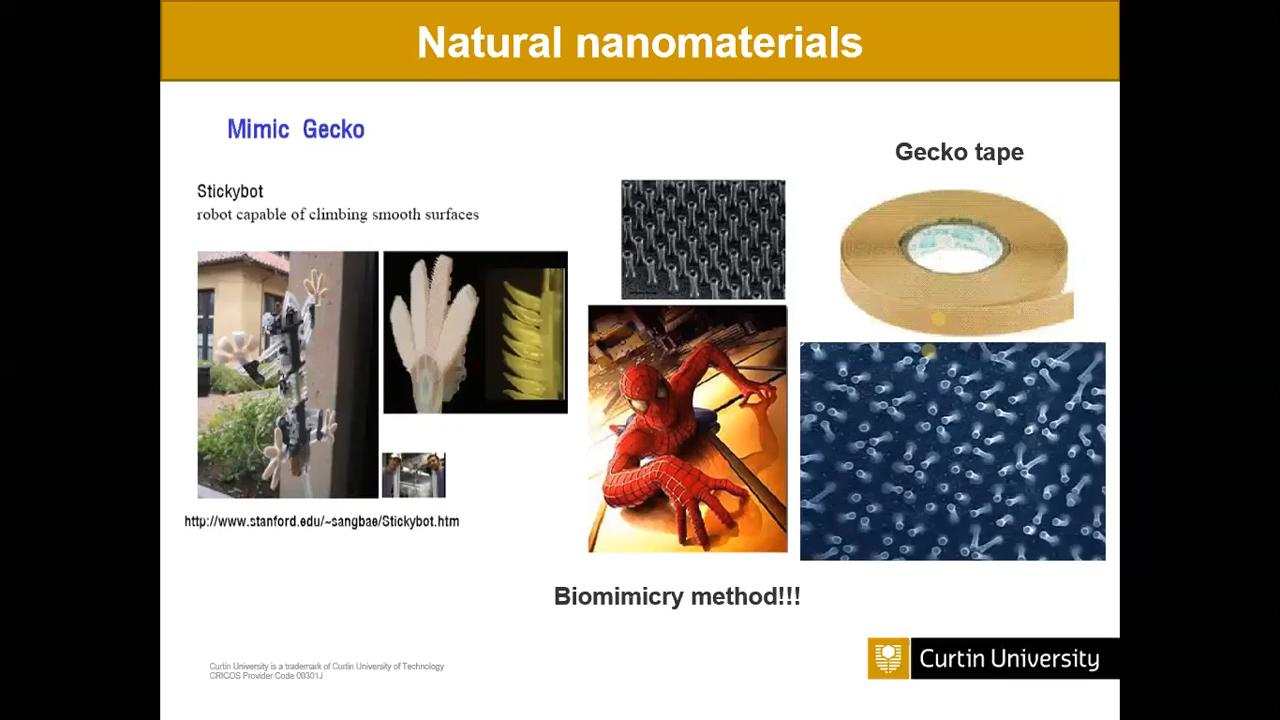 Natural nanomaterials
Mimic Gecko
Gecko tape
Stickybot
robot capable of climbing smooth surfaces
http://www.stanford.edu/~sangbae/Stickybot.htm
Biomimicry method!!!
Curtin University is a trademark of Curtin University of Technology
CRICOS Provider Code 00301J
Curtin University